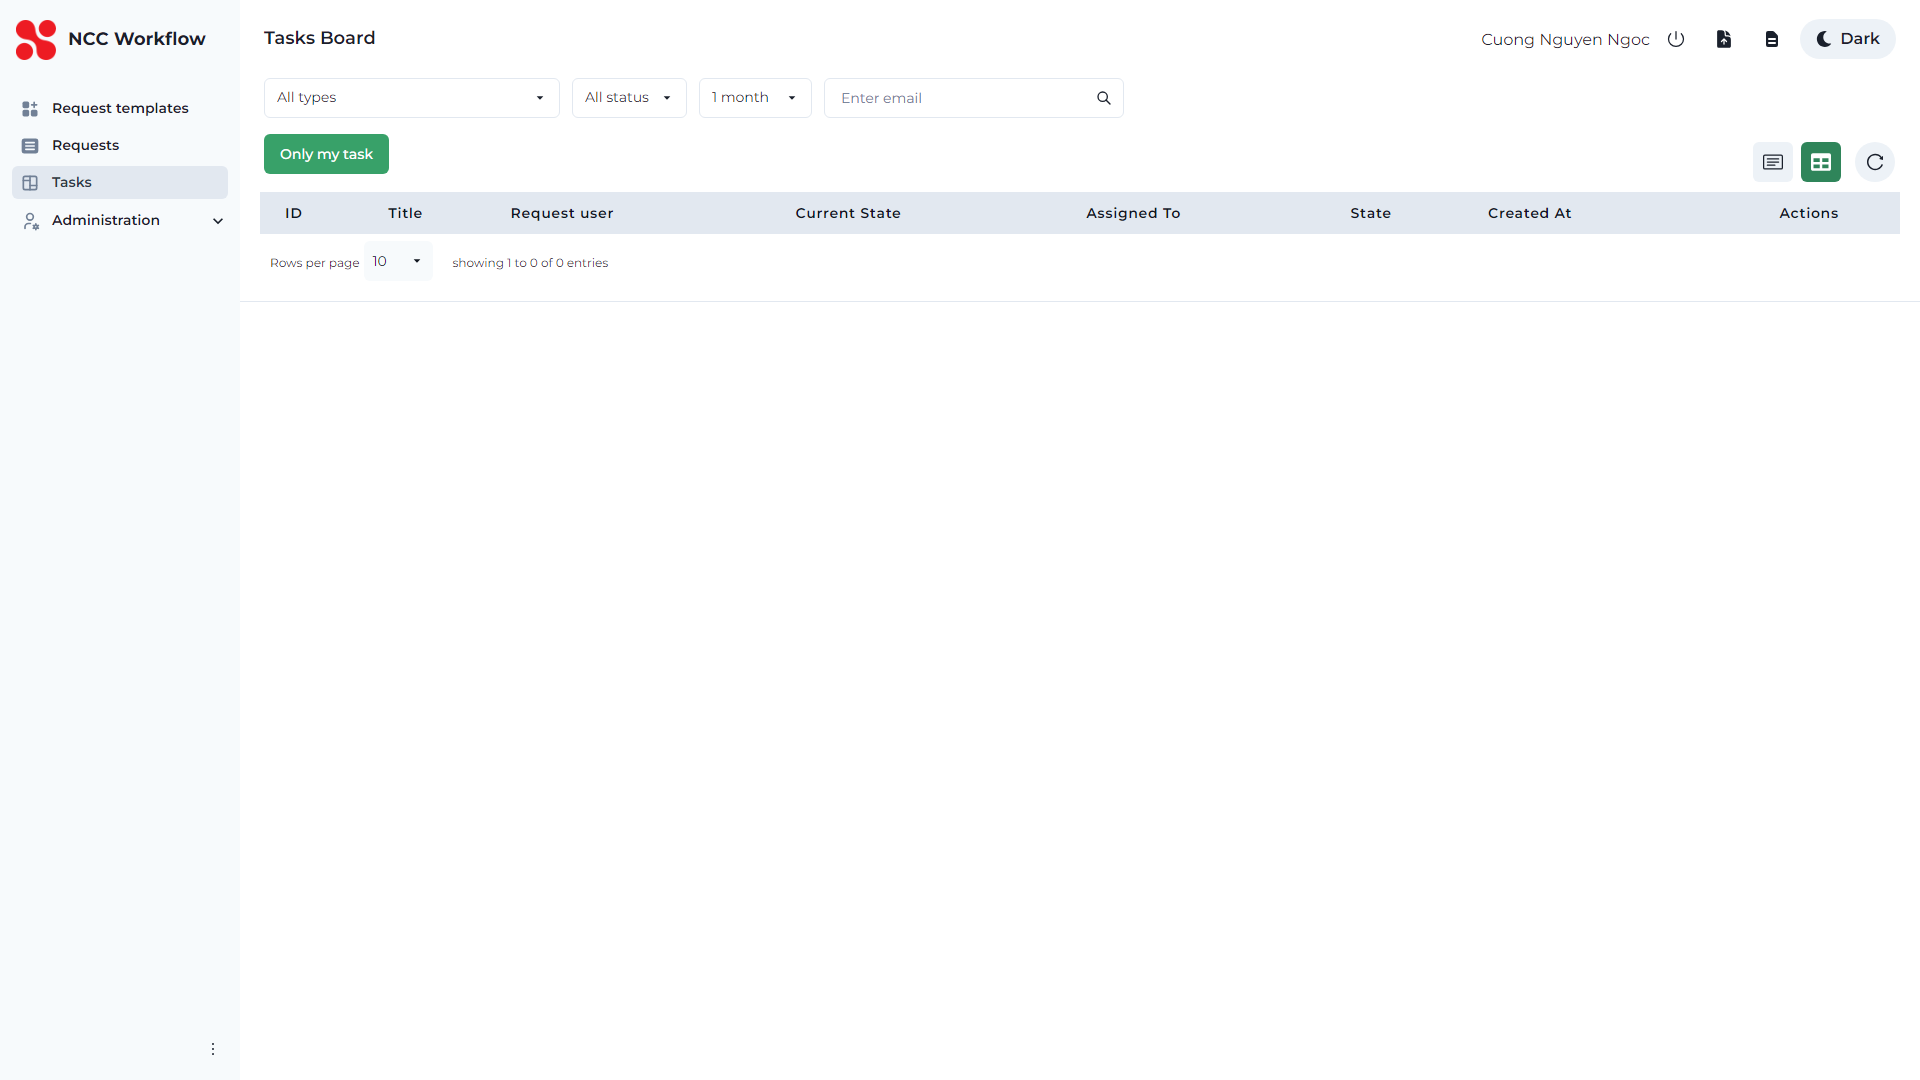 NCC Workflow
Request templates
Requests
Tasks
Administration
Tasks Board
Cuong Nguyen Ngoc
Dark
All types
All status
1 month
Enter email
Only my task
ID Title Request user Current State Assigned To State Created At Actions
Rows per page 10 showing 1 to 0 of 0 entries